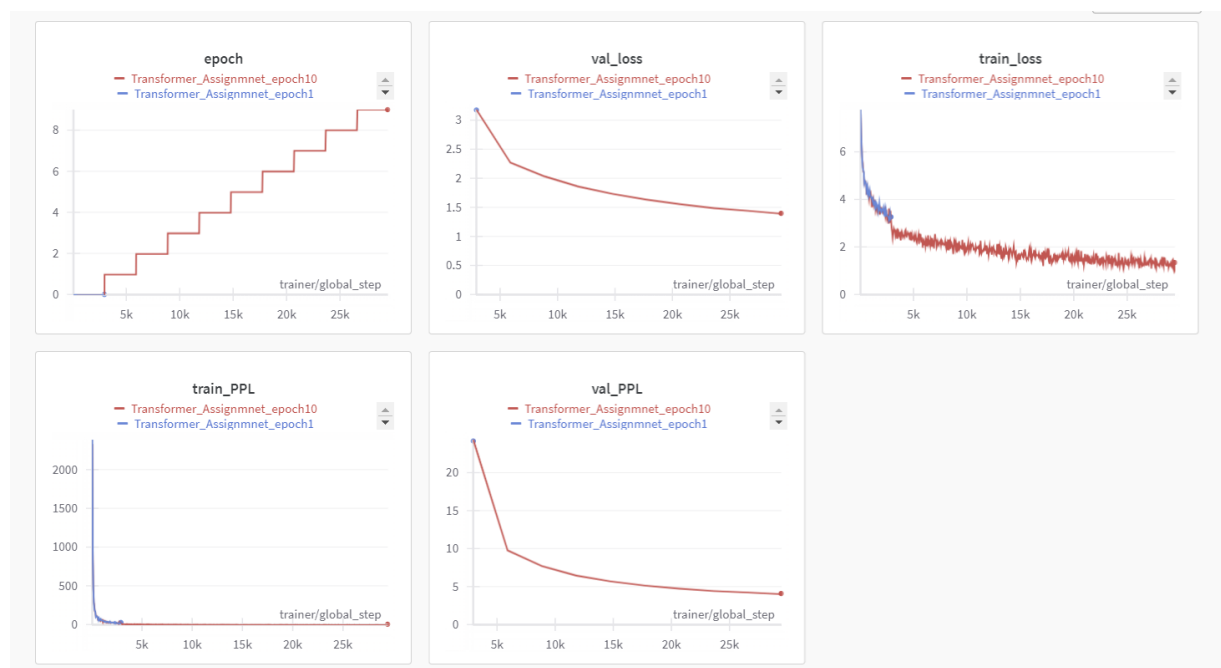 epoch
Transformer_Assignmnet_epoch10
Transformer_Assignmnet_epoch1
8
6
4
2
0
trainer/global_step
5k 10k 15k 20k 25k
val_loss
Transformer_Assignmnet_epoch10
Transformer_Assignmnet_epoch1
3
2.5
2
1.5
1
0.5
0
trainer/global_step
5k 10k 15k 20k 25k
train_loss
Transformer_Assignmnet_epoch10
Transformer_Assignmnet_epoch1
6
4
2
0
trainer/global_step
5k 10k 15k 20k 25k
train_PPL
Transformer_Assignmnet_epoch10
Transformer_Assignmnet_epoch1
2000
1500
1000
500
0
trainer/global_step
5k 10k 15k 20k 25k
val_PPL
Transformer_Assignmnet_epoch10
Transformer_Assignmnet_epoch1
20
15
10
5
0
trainer/global_step
5k 10k 15k 20k 25k